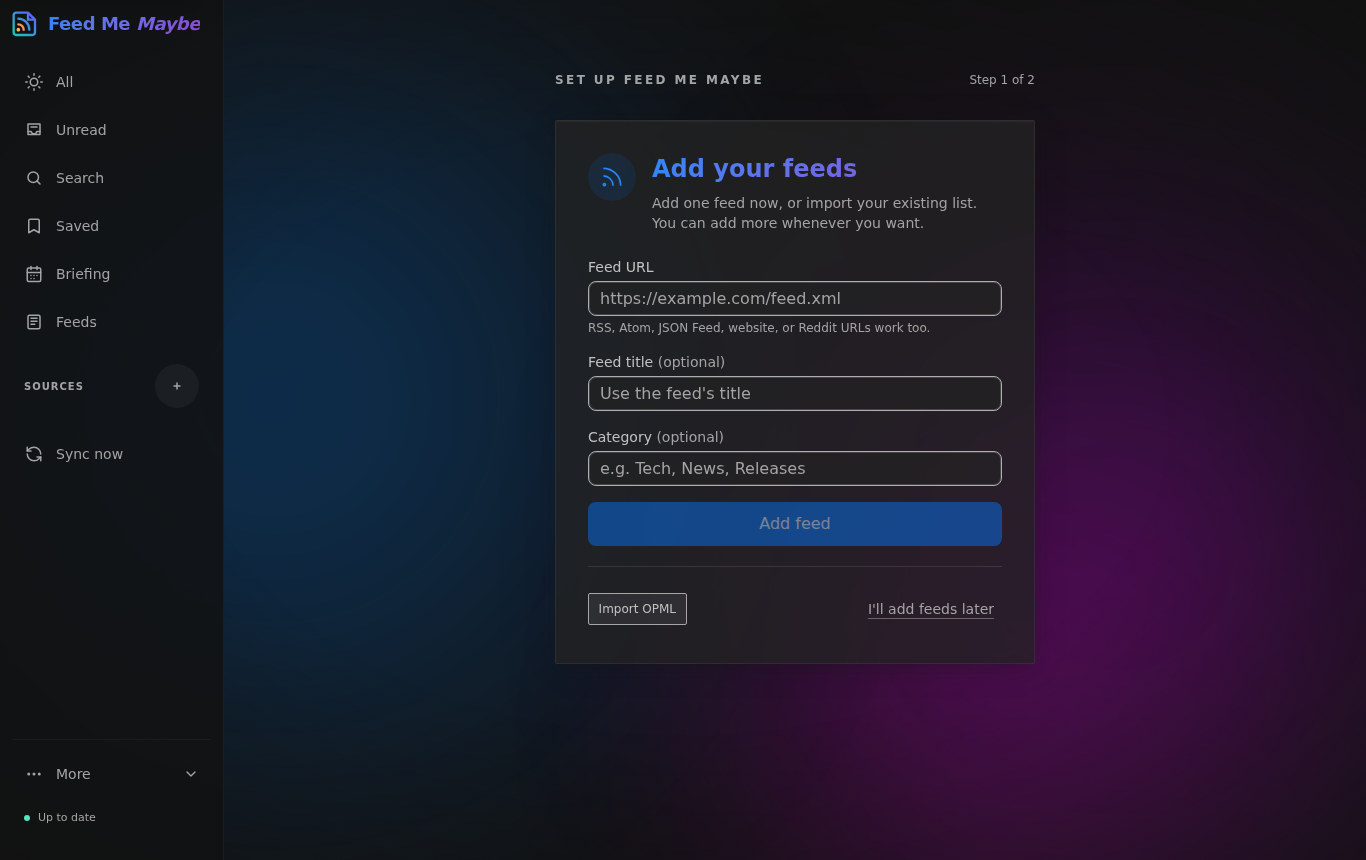 Feed Me Maybe
All
Unread
Search
Saved
Briefing
Feeds
SOURCES
+
Sync now
More
Up to date
SET UP FEED ME MAYBE
Step 1 of 2
Add your feeds
Add one feed now, or import your existing list.
You can add more whenever you want.
Feed URL
https://example.com/feed.xml
RSS, Atom, JSON Feed, website, or Reddit URLs work too.
Feed title (optional)
Use the feed's title
Category (optional)
e.g. Tech, News, Releases
Add feed
Import OPML
I'll add feeds later